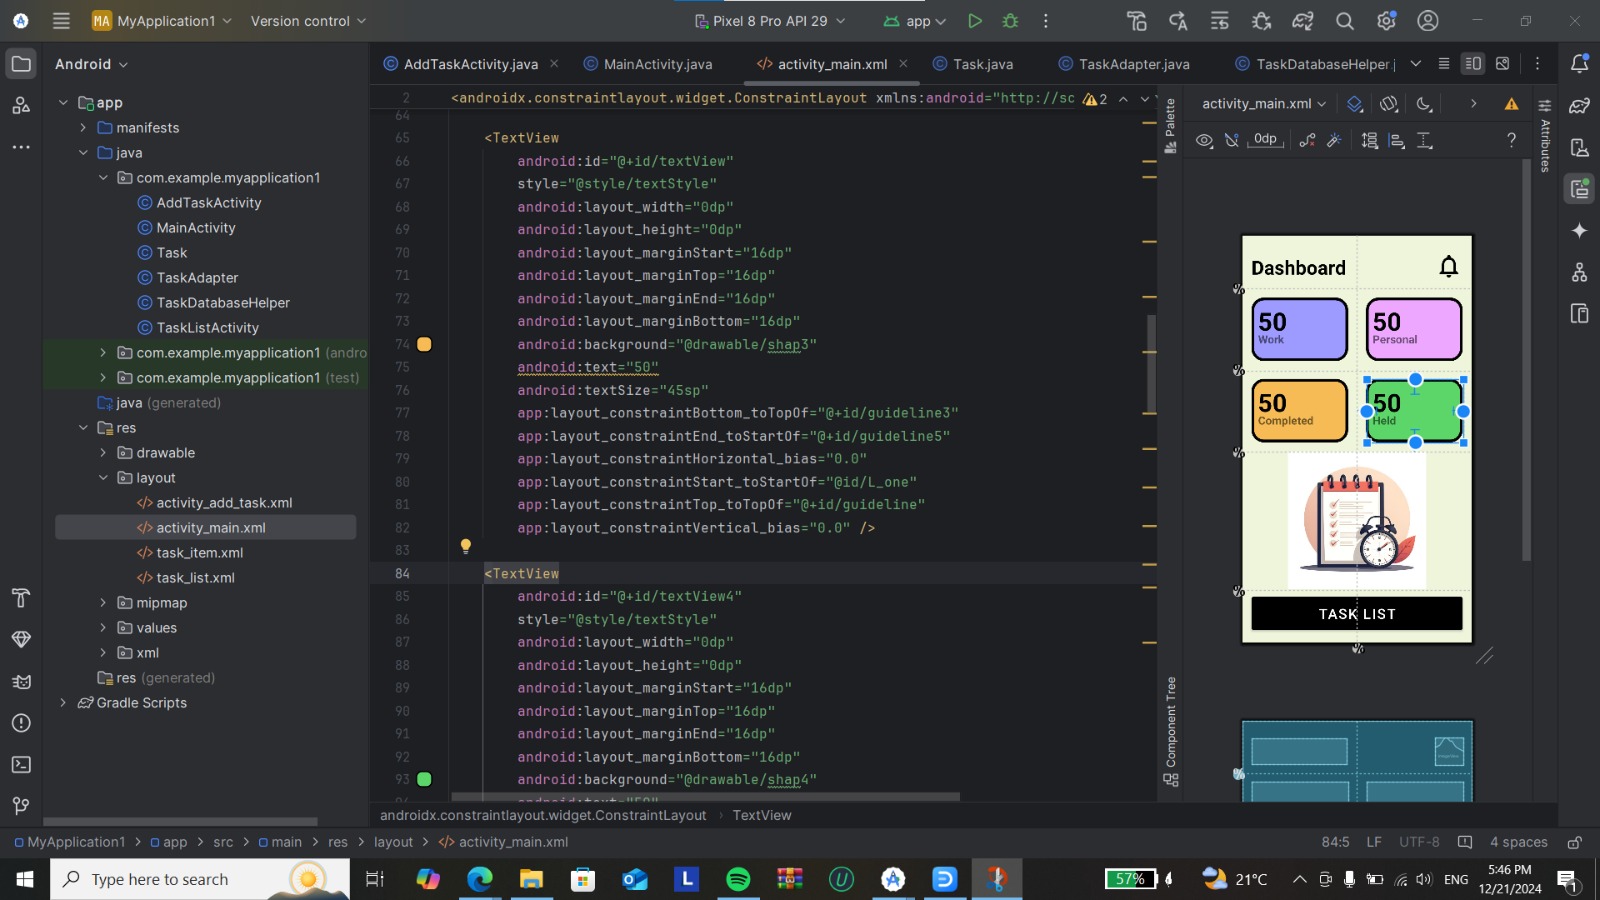 MA MyApplication1
Version control
Pixel 8 Pro API 29
app
Android
AddTaskActivity.java
MainActivity.java
activity_main.xml
Task.java
TaskAdapter.java
TaskDatabaseHelper.j
app
manifests
java
com.example.myapplication1
AddTaskActivity
MainActivity
Task
TaskAdapter
TaskDatabaseHelper
TaskListActivity
com.example.myapplication1 (andro
com.example.myapplication1 (test)
java (generated)
res
drawable
layout
activity_add_task.xml
activity_main.xml
task_item.xml
task_list.xml
mipmap
values
xml
res (generated)
Gradle Scripts
2 <androidx.constraintlayout.widget.ConstraintLayout xmlns:android="http://sc
2
64
65 <TextView
66 android:id="@+id/textView"
67 style="@style/textStyle"
68 android:layout_width="0dp"
69 android:layout_height="0dp"
70 android:layout_marginStart="16dp"
71 android:layout_marginTop="16dp"
72 android:layout_marginEnd="16dp"
73 android:layout_marginBottom="16dp"
74 android:background="@drawable/shap3"
75 android:text="50"
76 android:textSize="45sp"
77 app:layout_constraintBottom_toTopOf="@+id/guideline3"
78 app:layout_constraintEnd_toStartOf="@+id/guideline5"
79 app:layout_constraintHorizontal_bias="0.0"
80 app:layout_constraintStart_toStartOf="@id/L_one"
81 app:layout_constraintTop_toTopOf="@+id/guideline"
82 app:layout_constraintVertical_bias="0.0" />
83
84 <TextView
85 android:id="@+id/textView4"
86 style="@style/textStyle"
87 android:layout_width="0dp"
88 android:layout_height="0dp"
89 android:layout_marginStart="16dp"
90 android:layout_marginTop="16dp"
91 android:layout_marginEnd="16dp"
92 android:layout_marginBottom="16dp"
93 android:background="@drawable/shap4"
androidx.constraintlayout.widget.ConstraintLayout › TextView
Palette
Component Tree
activity_main.xml
0dp
?
Attributes
Dashboard
50
Work
50
Personal
50
Completed
50
Held
TASK LIST
MyApplication1 > app > src > main > res > layout > activity_main.xml
84:5 LF UTF-8 4 spaces
Type here to search
57%
21°C
ENG
5:46 PM
12/21/2024
1